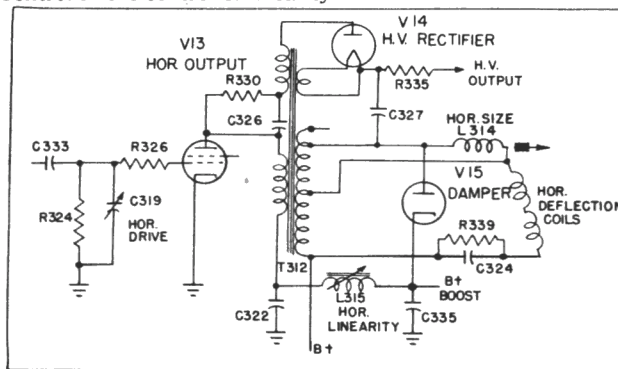 V14
H.V. RECTIFIER
V13
HOR OUTPUT
R330
R335
H.V.
OUTPUT
C326
C327
HOR. SIZE
L314
C333
R326
V15
DAMPER
HOR.
DEFLECTION
COILS
R324
C319
HOR.
DRIVE
R339
C324
T312
B+
BOOST
L315
HOR.
LINEARITY
C322
C335
B+